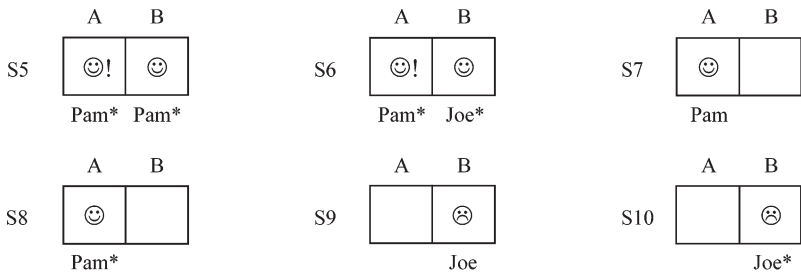 A B A B A B
S5 ☺! ☺ S6 ☺! ☺ S7 ☺
Pam* Pam* Pam* Joe* Pam
A B A B A B
S8 ☺ S9 ☹ S10 ☹
Pam* Joe Joe*